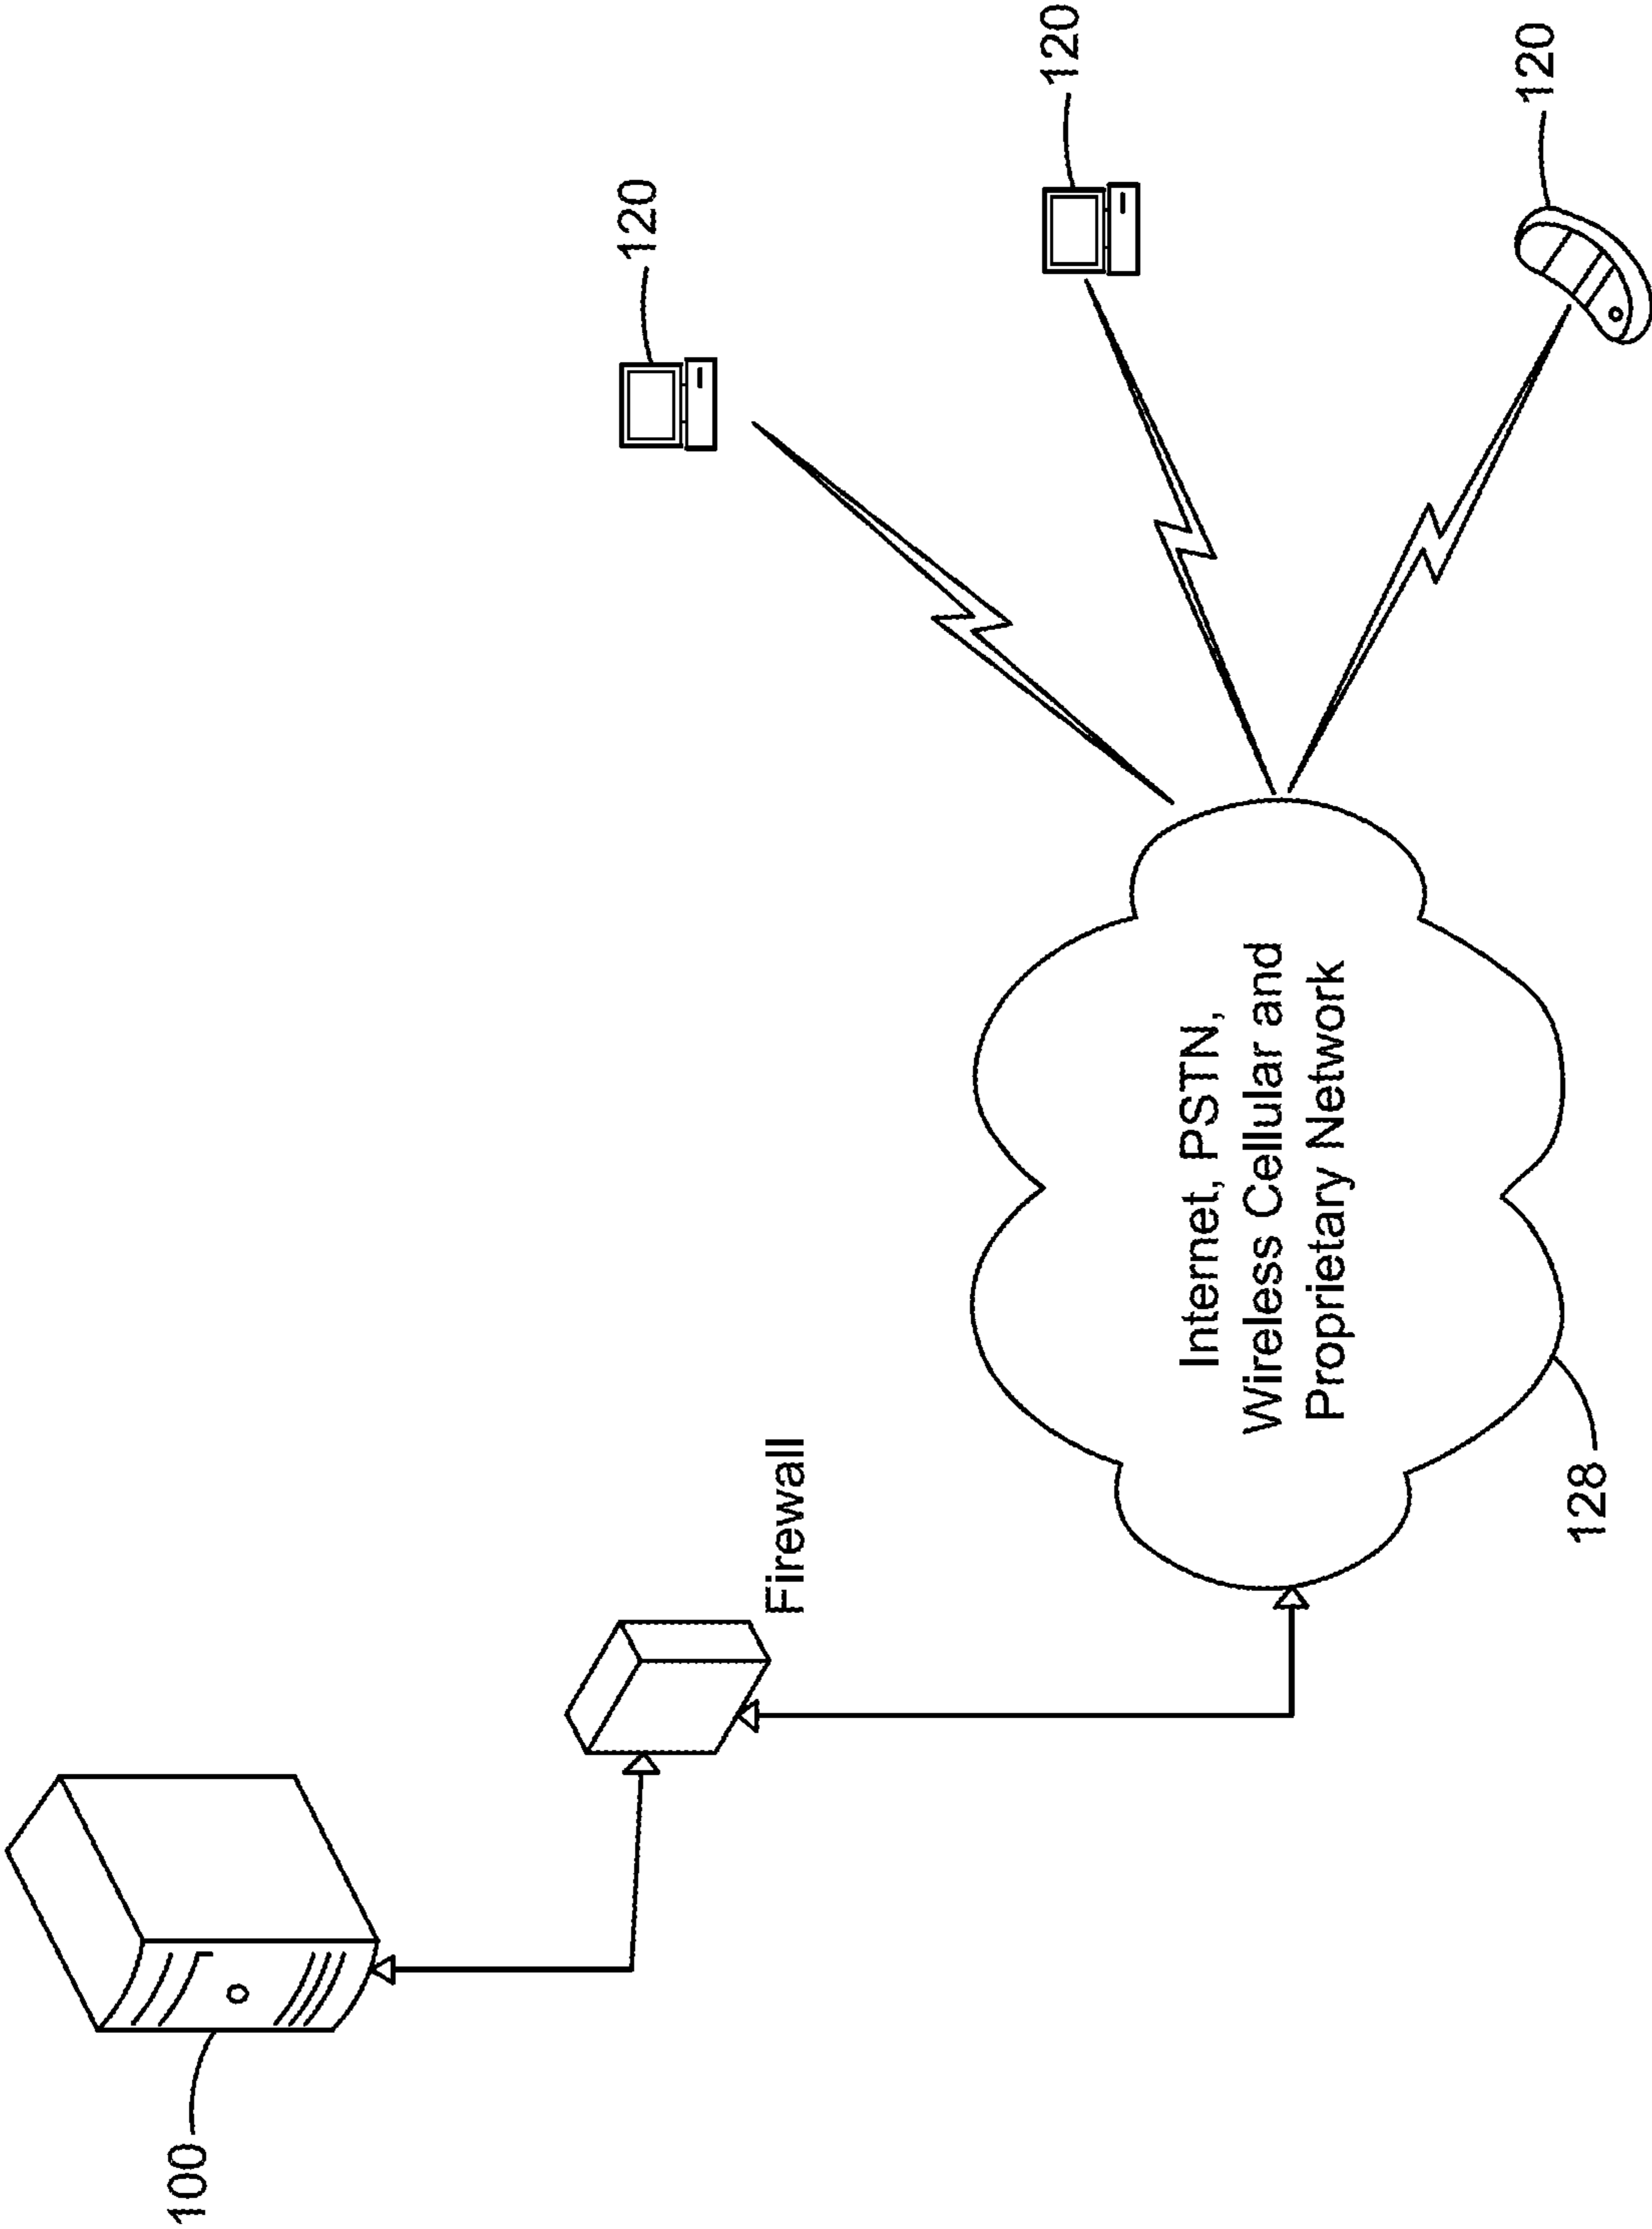 100
Firewall
Internet, PSTN,
Wireless Cellular and
Proprietary Network
128
120
120
120